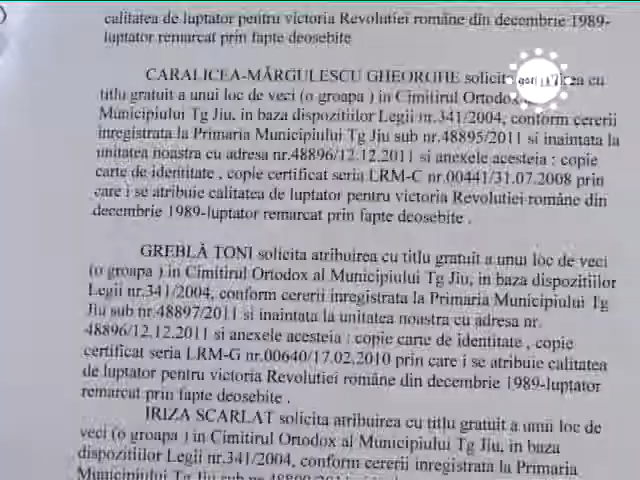 calitatea de luptator pentru victoria Revolutiei române din decembrie 1989-
luptator remarcat prin fapte deosebite
CARALICEA-MĂRGULESCU GHEORGHE solicita cu
titlu gratuit a unui loc de veci (o groapa ) in Cimitirul Ortodox
Municipiului Tg Jiu, in baza dispozitiilor Legii nr.341/2004, conform cererii
inregistrata la Primaria Municipiului Tg Jiu sub nr.48895/2011 si inaintata la
unitatea noastra cu adresa nr.48896/12.12.2011 si anexele acesteia : copie
carte de identitate , copie certificat seria LRM-C nr.00441/31.07.2008 prin
care i se atribuie calitatea de luptator pentru victoria Revolutiei române din
decembrie 1989-luptator remarcat prin fapte deosebite .
GREBLĂ TONI solicita atribuirea cu titlu gratuit a unui loc de veci
(o groapa ) in Cimitirul Ortodox al Municipiului Tg Jiu, in baza dispozitiilor
Legii nr.341/2004, conform cererii inregistrata la Primaria Municipiului Tg
Jiu sub nr.48897/2011 si inaintata la unitatea noastra cu adresa nr.
48896/12.12.2011 si anexele acesteia : copie carte de identitate , copie
certificat seria LRM-G nr.00640/17.02.2010 prin care i se atribuie calitatea
de luptator pentru victoria Revolutiei române din decembrie 1989-luptator
remarcat prin fapte deosebite .
IRIZA SCARLAT solicita atribuirea cu titlu gratuit a unui loc de
veci (o groapa ) in Cimitirul Ortodox al Municipiului Tg Jiu, in baza
dispozitiilor Legii nr.341/2004, conform cererii inregistrata la Primaria
Municipiului Tg Jiu sub